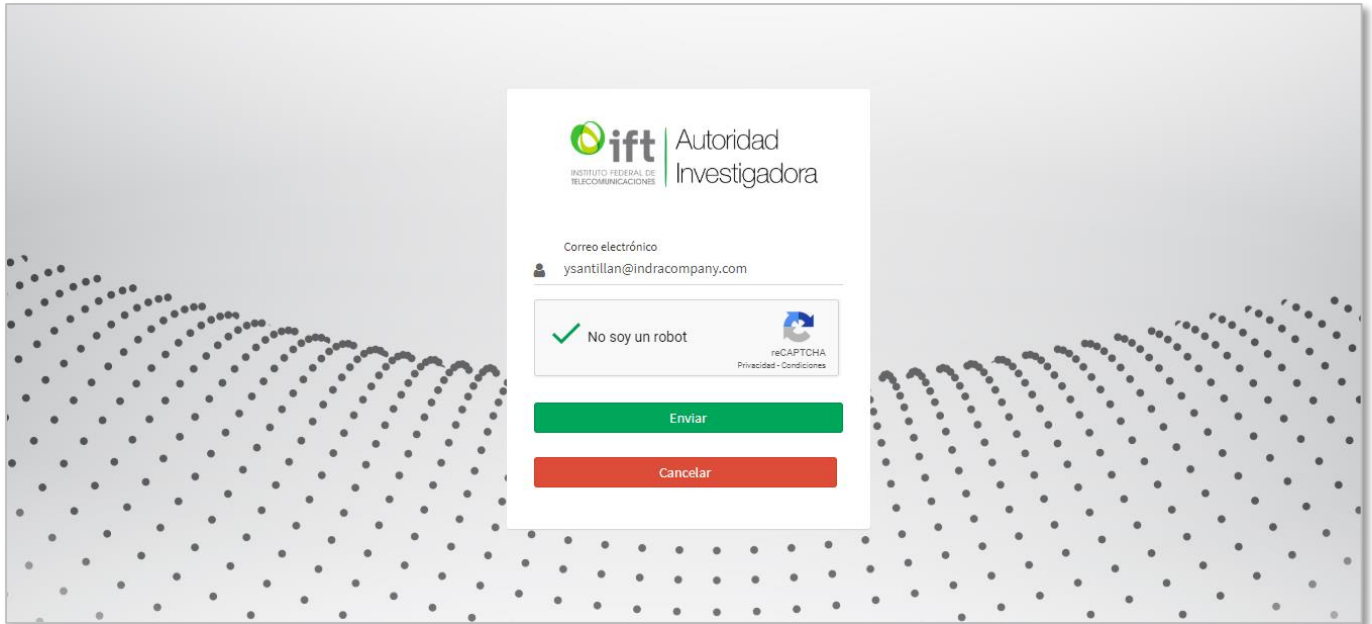 ift
INSTITUTO FEDERAL DE
TELECOMUNICACIONES
Autoridad
Investigadora
Correo electrónico
ysantillan@indracompany.com
No soy un robot
reCAPTCHA
Privacidad - Condiciones
Enviar
Cancelar